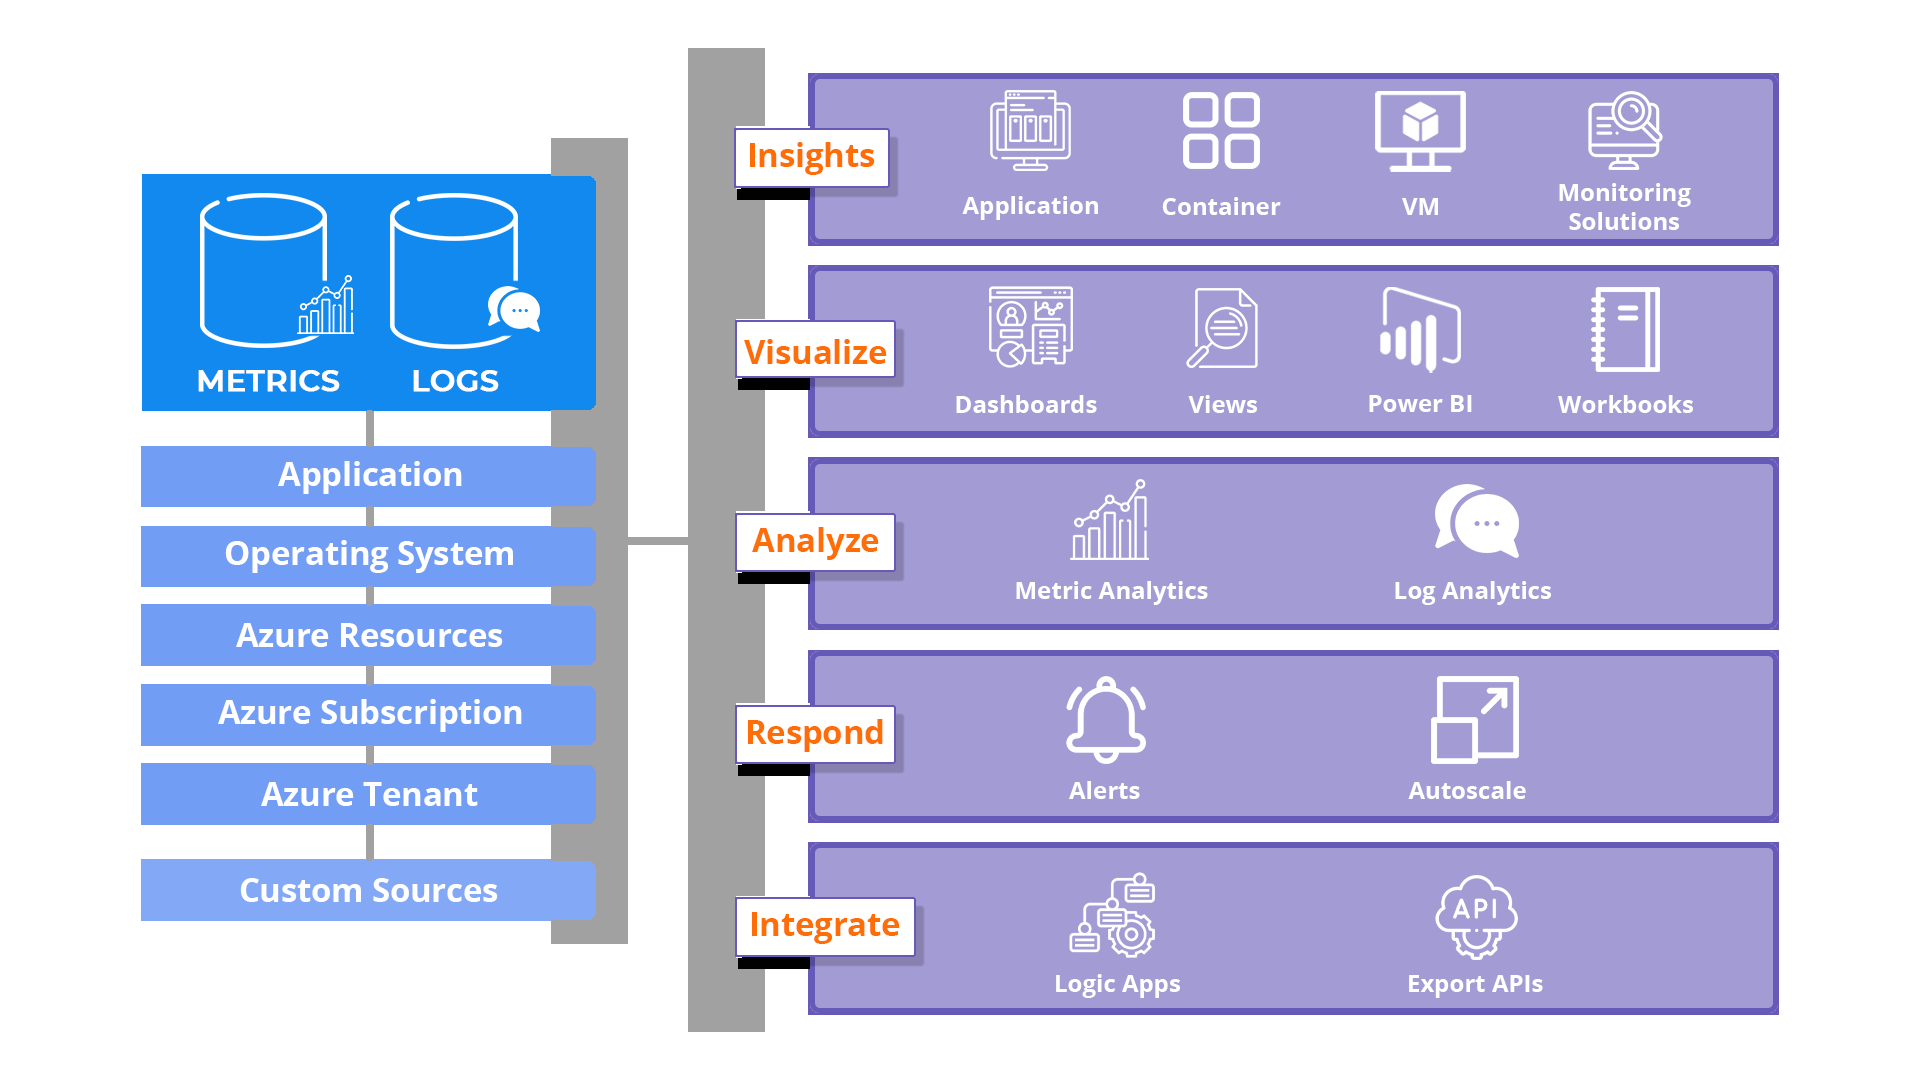 METRICS
LOGS
Application
Operating System
Azure Resources
Azure Subscription
Azure Tenant
Custom Sources
Insights
Application
Container
VM
Monitoring
Solutions
Visualize
Dashboards
Views
Power BI
Workbooks
Analyze
Metric Analytics
Log Analytics
Respond
Alerts
Autoscale
Integrate
API
Logic Apps
Export APIs